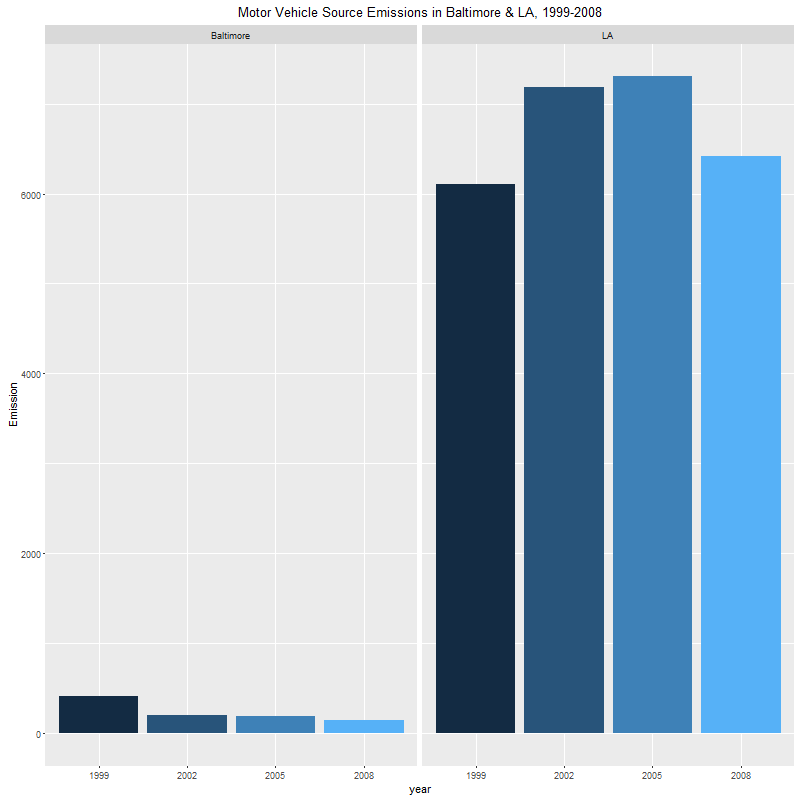 Motor Vehicle Source Emissions in Baltimore & LA, 1999-2008
Baltimore
LA
6000
4000
2000
0
Emission
1999 2002 2005 2008
1999 2002 2005 2008
year